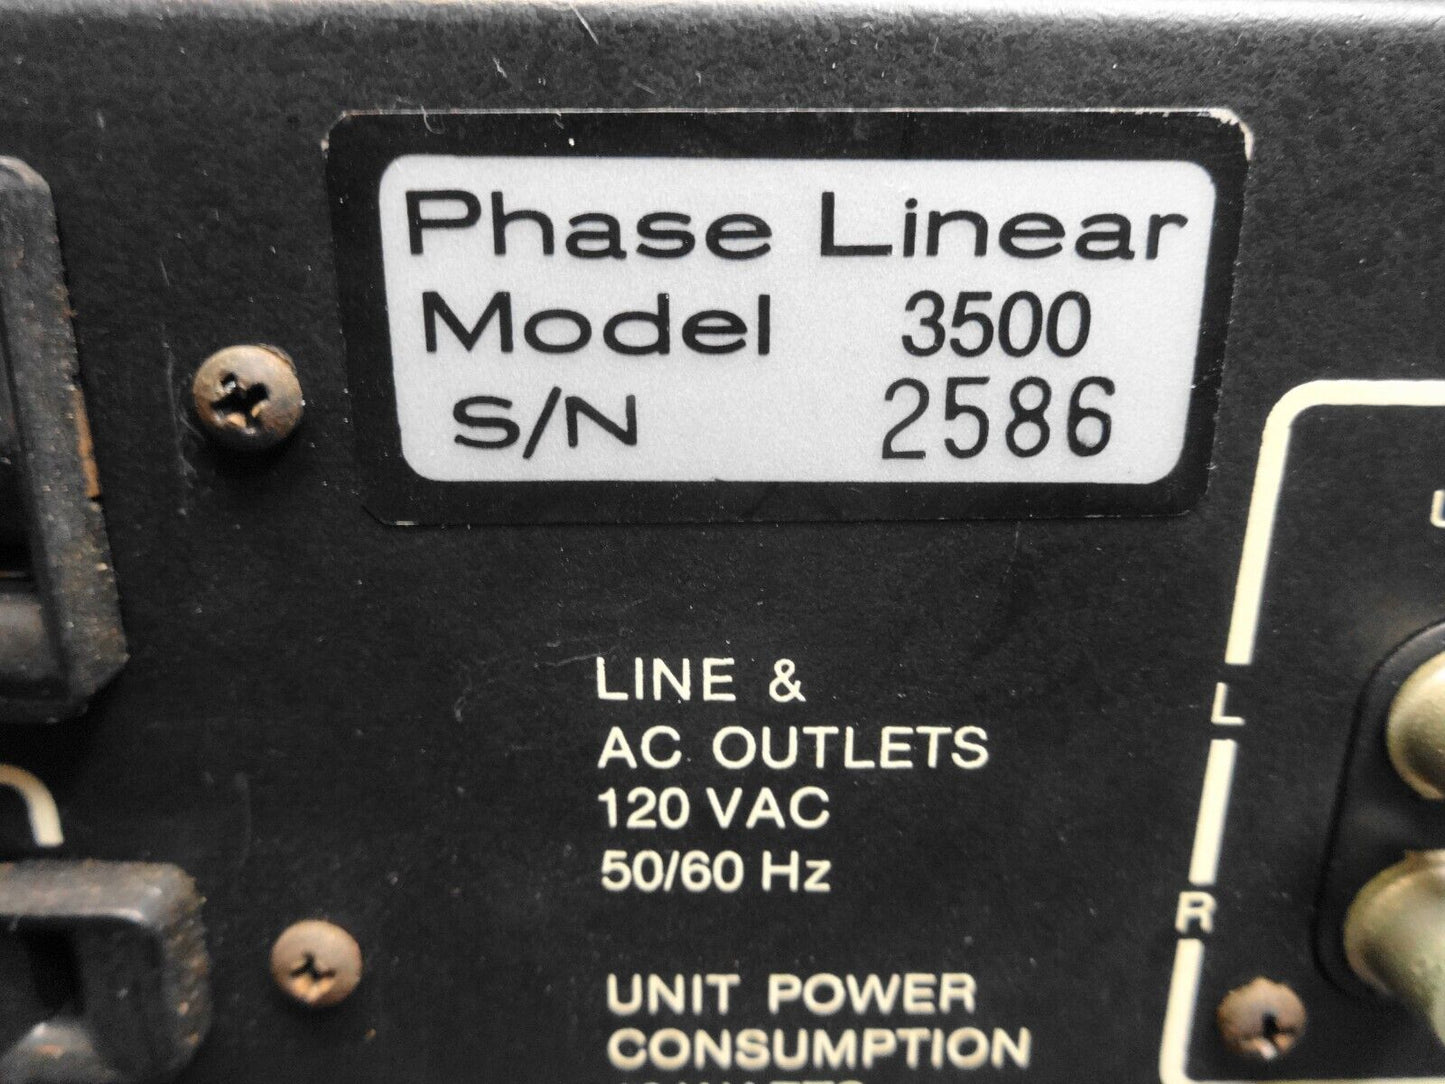 Phase Linear
Model 3500
S/N 2586
LINE &
AC OUTLETS
120 VAC
50/60 Hz
L
R
UNIT POWER
CONSUMPTION